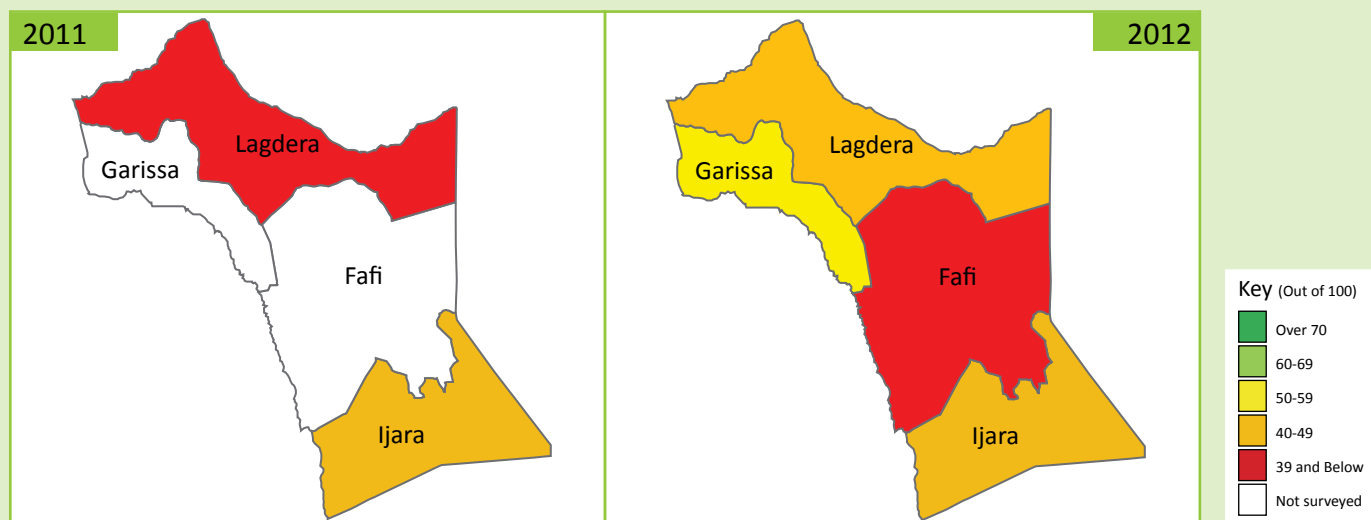 2011
Lagdera
Garissa
Fafi
Ijara
2012
Lagdera
Garissa
Fafi
Ijara
Key (Out of 100)
Over 70
60-69
50-59
40-49
39 and Below
Not surveyed